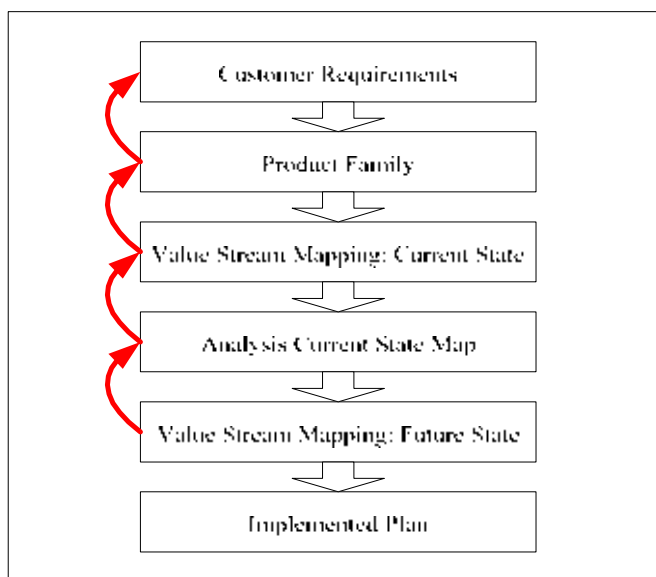 Customer Requirements
Product Family
Value Stream Mapping: Current State
Analysis Current State Map
Value Stream Mapping: Future State
Implemented Plan